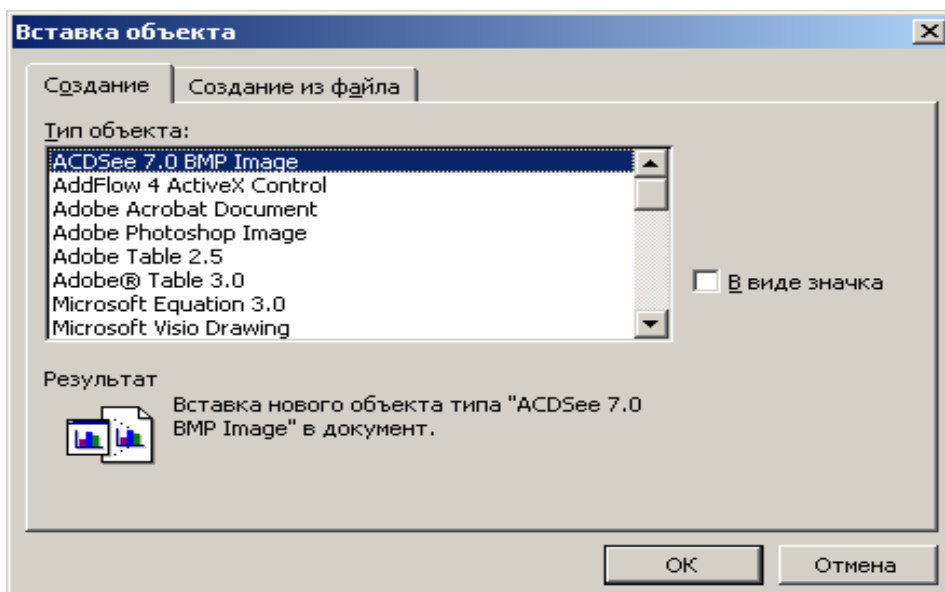 Вставка объекта
Создание
Создание из файла
Тип объекта:
ACDSee 7.0 BMP Image
AddFlow 4 ActiveX Control
Adobe Acrobat Document
Adobe Photoshop Image
Adobe Table 2.5
Adobe® Table 3.0
Microsoft Equation 3.0
Microsoft Visio Drawing
В виде значка
Результат
Вставка нового объекта типа "ACDSee 7.0
BMP Image" в документ.
ОК
Отмена